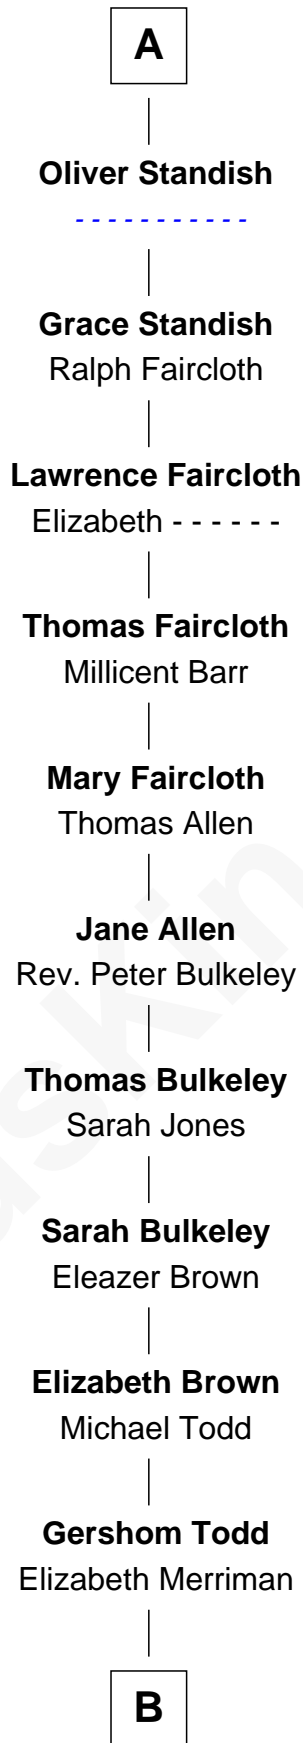 A
Oliver Standish
- - - - - - - - - - -
Grace Standish
Ralph Faircloth
Lawrence Faircloth
Elizabeth - - - - - -
Thomas Faircloth
Millicent Barr
Mary Faircloth
Thomas Allen
Jane Allen
Rev. Peter Bulkeley
Thomas Bulkeley
Sarah Jones
Sarah Bulkeley
Eleazer Brown
Elizabeth Brown
Michael Todd
Gershom Todd
Elizabeth Merriman
B